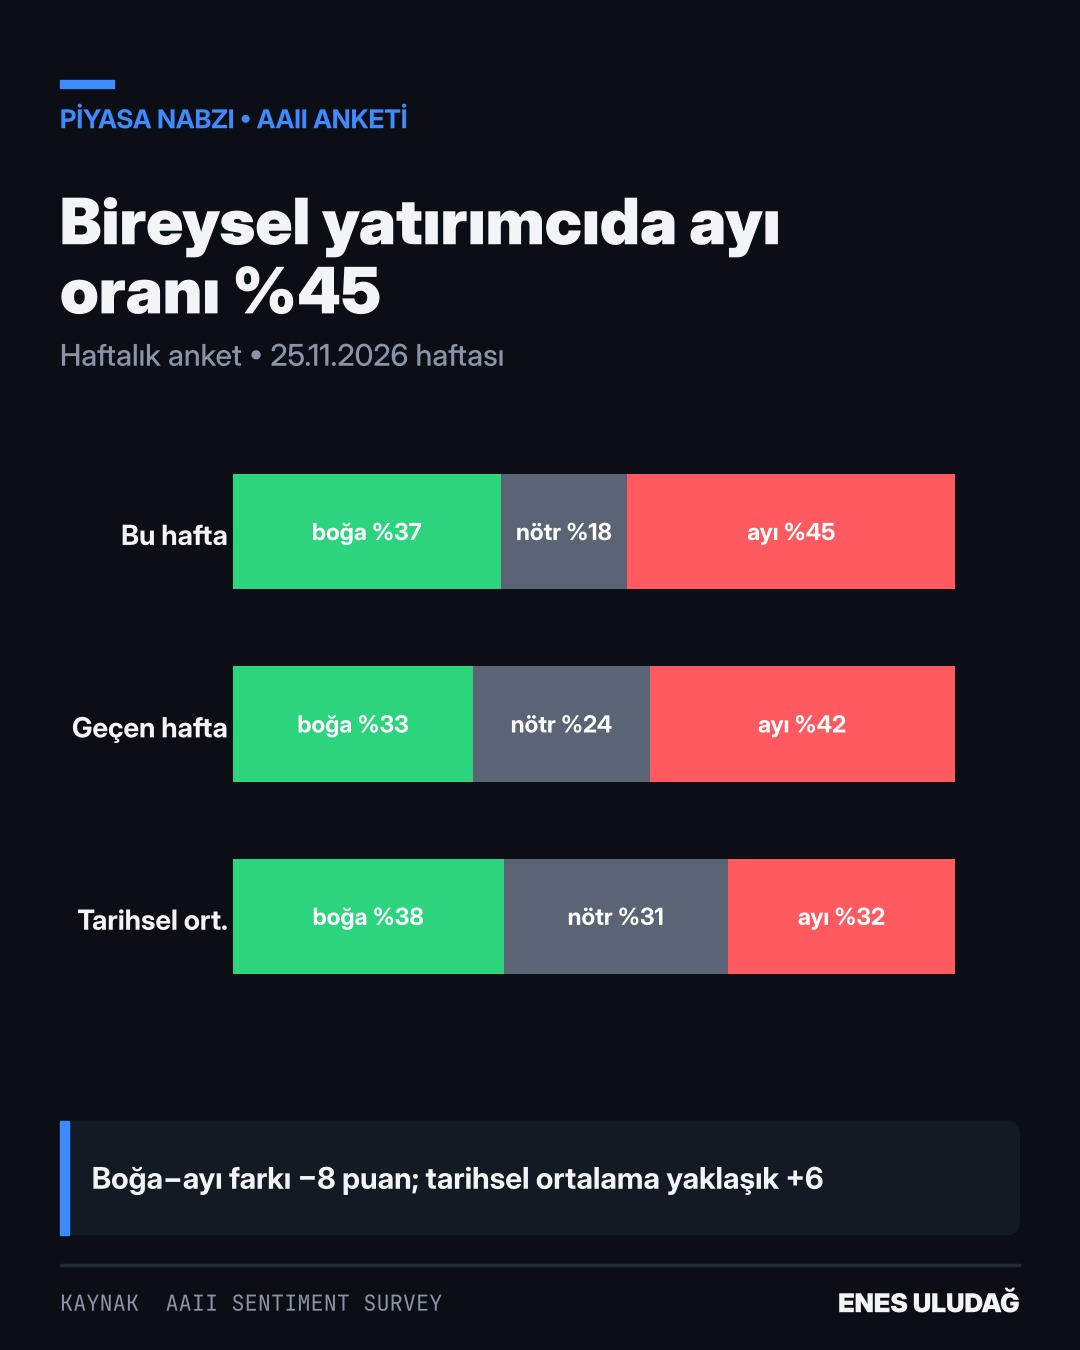 PİYASA NABZI • AAII ANKETİ
Bireysel yatırımcıda ayı
oranı %45
Haftalık anket • 25.11.2026 haftası
Bu hafta boğa %37 nötr %18 ayı %45
Geçen hafta boğa %33 nötr %24 ayı %42
Tarihsel ort. boğa %38 nötr %31 ayı %32
Boğa–ayı farkı −8 puan; tarihsel ortalama yaklaşık +6
KAYNAK AAII SENTIMENT SURVEY
ENES ULUDAĞ